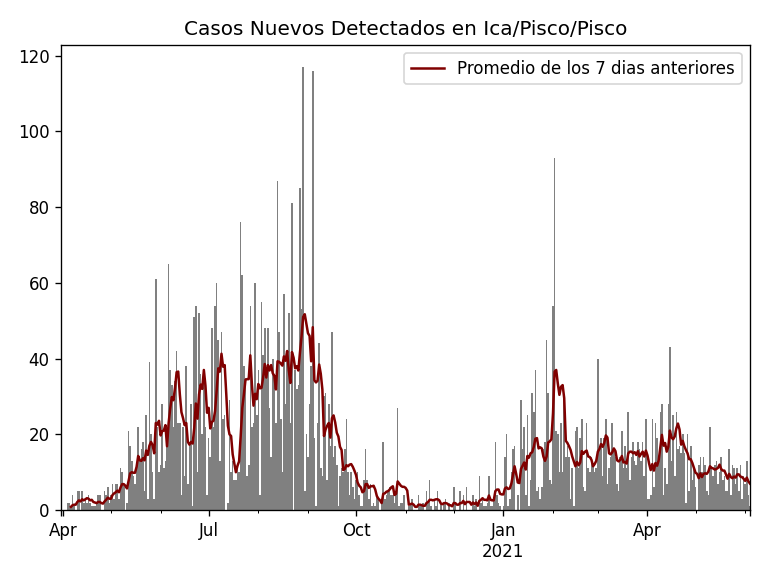 Casos Nuevos Detectados en Ica/Pisco/Pisco
Promedio de los 7 dias anteriores
120
100
80
60
40
20
0
Apr Jul Oct Jan Apr
2021